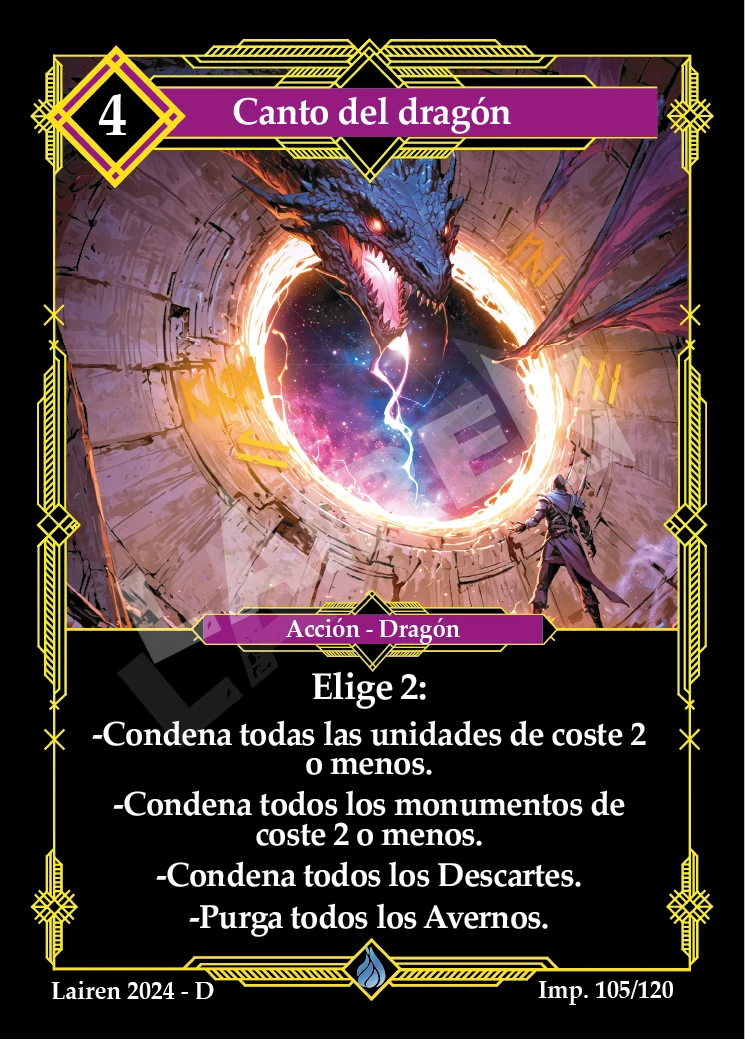 4
Canto del dragón
LAIREN
Acción - Dragón
Elige 2:
-Condena todas las unidades de coste 2
o menos.
-Condena todos los monumentos de
coste 2 o menos.
-Condena todos los Descartes.
-Purga todos los Avernos.
Lairen 2024 - D
Imp. 105/120